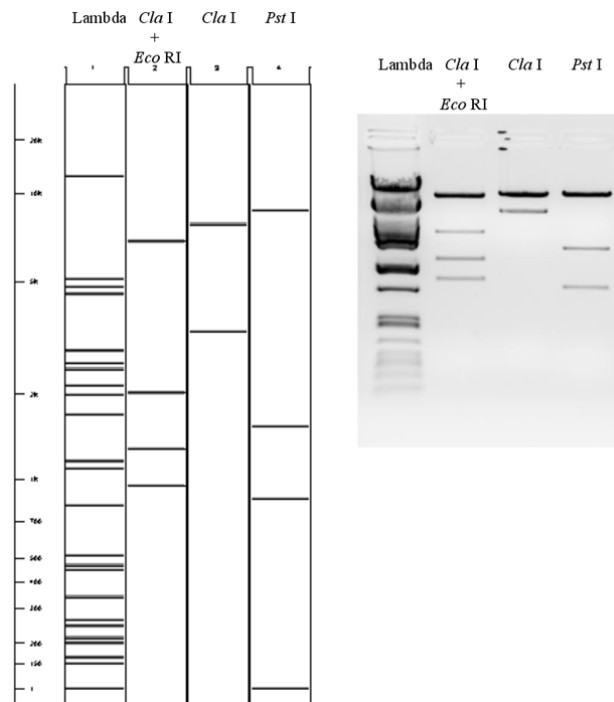 Lambda Cla I Cla I Pst I
+
Eco RI
1 2 3 4
20k
10k
5k
2k
1k
700
500
400
300
200
150
1
Lambda Cla I Cla I Pst I
+
Eco RI